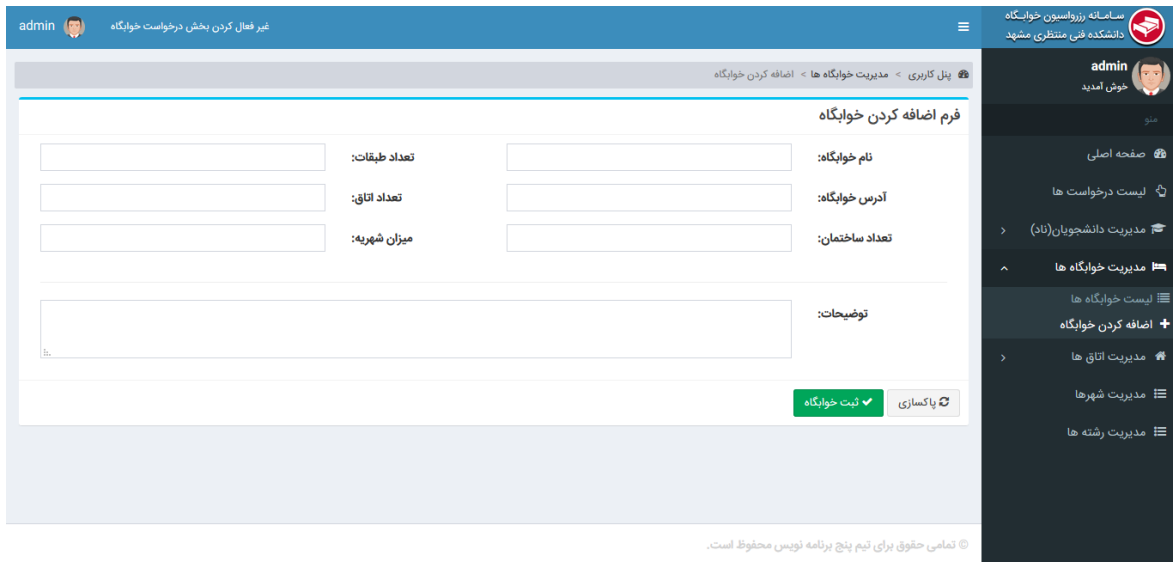 سـامـانه رزرواسیون خوابـگاه
دانشکده فنی منتظری مشهد
غیر فعال کردن بخش درخواست خوابگاه
admin
admin
خوش آمدید
منو
صفحه اصلی
لیست درخواست ها
مدیریت دانشجویان(ناد)
مدیریت خوابگاه ها
لیست خوابگاه ها
اضافه کردن خوابگاه
مدیریت اتاق ها
مدیریت شهرها
مدیریت رشته ها
پنل کاربری > مدیریت خوابگاه ها > اضافه کردن خوابگاه
فرم اضافه کردن خوابگاه
نام خوابگاه:
تعداد طبقات:
آدرس خوابگاه:
تعداد اتاق:
تعداد ساختمان:
میزان شهریه:
توضیحات:
پاکسازی
ثبت خوابگاه
© تمامی حقوق برای تیم پنج برنامه نویس محفوظ است.